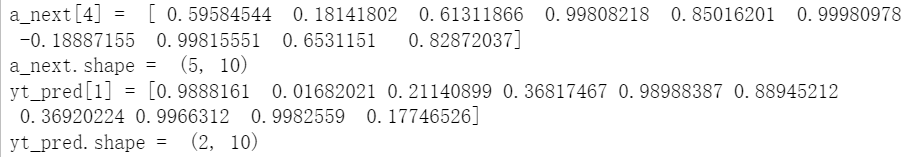 a_next[4] =  [ 0.59584544  0.18141802  0.61311866  0.99808218  0.85016201  0.99980978
 -0.18887155  0.99815551  0.6531151   0.82872037]
a_next.shape =  (5, 10)
yt_pred[1] = [0.9888161  0.01682021 0.21140899 0.36817467 0.98988387 0.88945212
 0.36920224 0.9966312  0.9982559  0.17746526]
yt_pred.shape =  (2, 10)